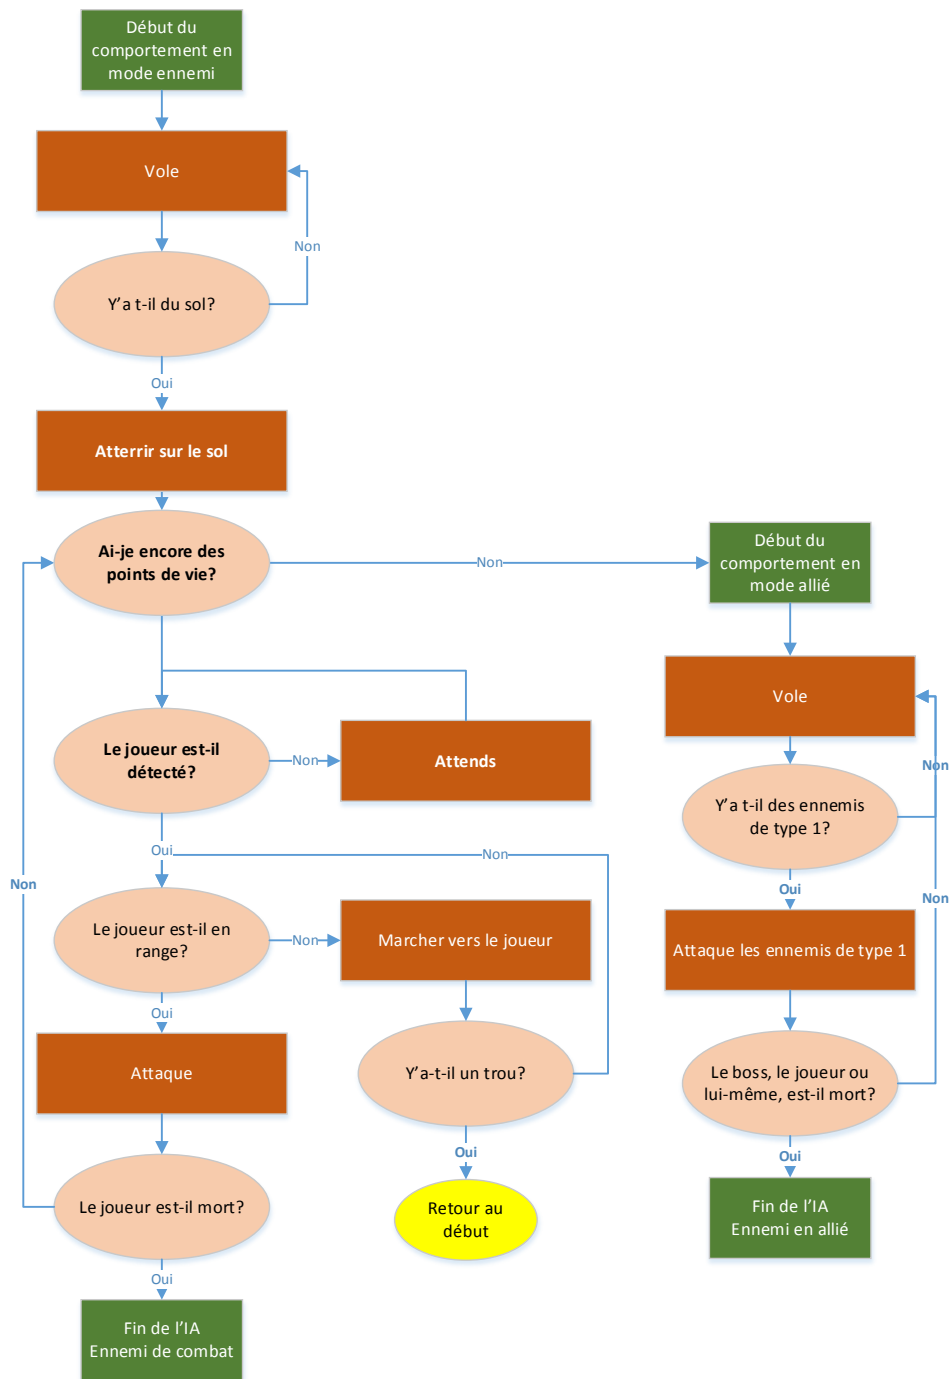 Début du
comportement en
mode ennemi
Vole
Non
Y'a t-il du sol?
Oui
Atterrir sur le sol
Ai-je encore des
points de vie?
Non
Début du
comportement en
mode allié
Vole
Le joueur est-il
détecté?
Non
Attends
Non
Y'a t-il des ennemis
de type 1?
Oui
Non
Oui
Non
Non
Le joueur est-il en
range?
Non
Marcher vers le joueur
Attaque les ennemis de type 1
Oui
Attaque
Y'a-t-il un trou?
Le boss, le joueur ou
lui-même, est-il mort?
Oui
Oui
Le joueur est-il mort?
Retour au
début
Fin de l'IA
Ennemi en allié
Oui
Fin de l'IA
Ennemi de combat